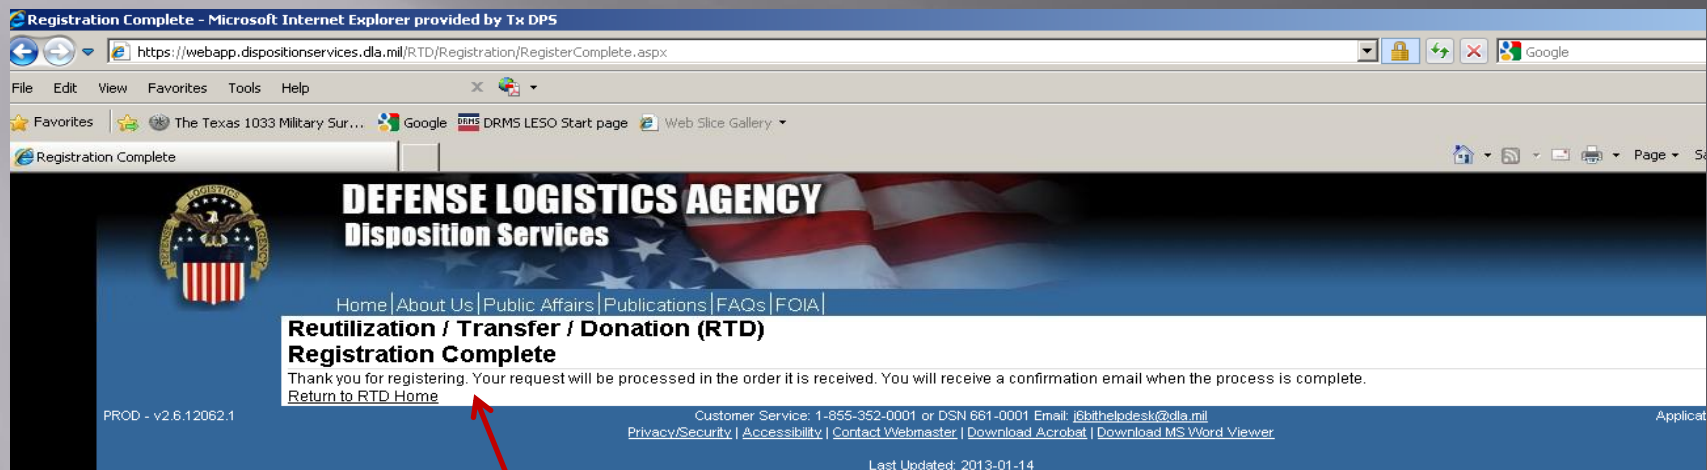 Registration Complete - Microsoft Internet Explorer provided by Tx DPS
https://webapp.dispositionservices.dla.mil/RTD/Registration/RegisterComplete.aspx
Google
File Edit View Favorites Tools Help
Favorites The Texas 1033 Military Sur... Google DRMS DRMS LESO Start page Web Slice Gallery
Registration Complete
Page
DEFENSE LOGISTICS AGENCY
Disposition Services
Home|About Us|Public Affairs|Publications|FAQs|FOIA|
Reutilization / Transfer / Donation (RTD)
Registration Complete
Thank you for registering. Your request will be processed in the order it is received. You will receive a confirmation email when the process is complete.
Return to RTD Home
PROD - v2.6.12062.1
Customer Service: 1-855-352-0001 or DSN 661-0001 Email: j6bithelpdesk@dla.mil
Applicat
Privacy/Security | Accessibility | Contact Webmaster | Download Acrobat | Download MS Word Viewer
Last Updated: 2013-01-14